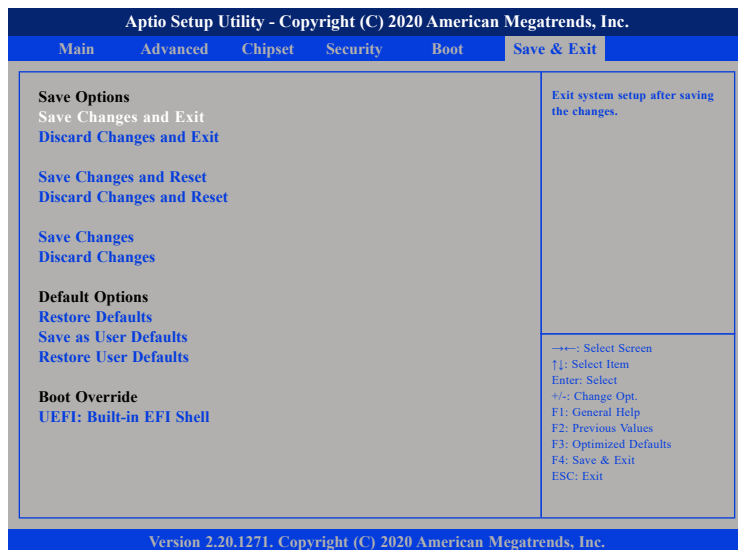 Aptio Setup Utility - Copyright (C) 2020 American Megatrends, Inc.
Main Advanced Chipset Security Boot Save & Exit
Save Options
Save Changes and Exit
Discard Changes and Exit
Save Changes and Reset
Discard Changes and Reset
Save Changes
Discard Changes
Default Options
Restore Defaults
Save as User Defaults
Restore User Defaults
Boot Override
UEFI: Built-in EFI Shell
Exit system setup after saving
the changes.
→←: Select Screen
↑↓: Select Item
Enter: Select
+/-: Change Opt.
F1: General Help
F2: Previous Values
F3: Optimized Defaults
F4: Save & Exit
ESC: Exit
Version 2.20.1271. Copyright (C) 2020 American Megatrends, Inc.